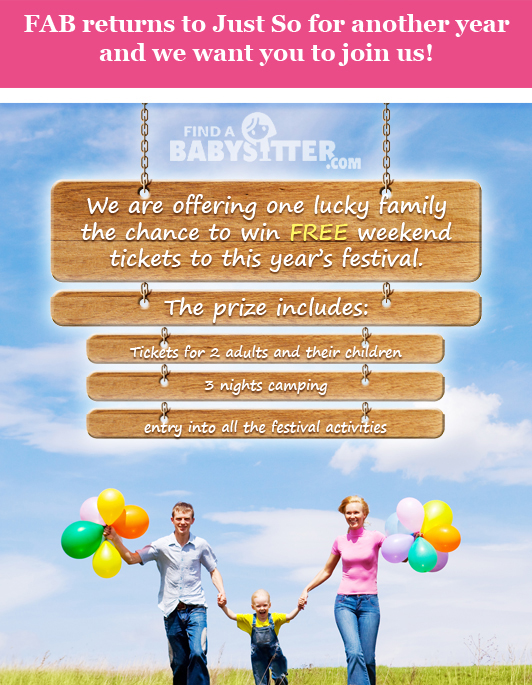 FAB returns to Just So for another year
and we want you to join us!
FIND A
BABYSITTER.COM
We are offering one lucky family
the chance to win FREE weekend
tickets to this year's festival.
The prize includes:
Tickets for 2 adults and their children
3 nights camping
entry into all the festival activities